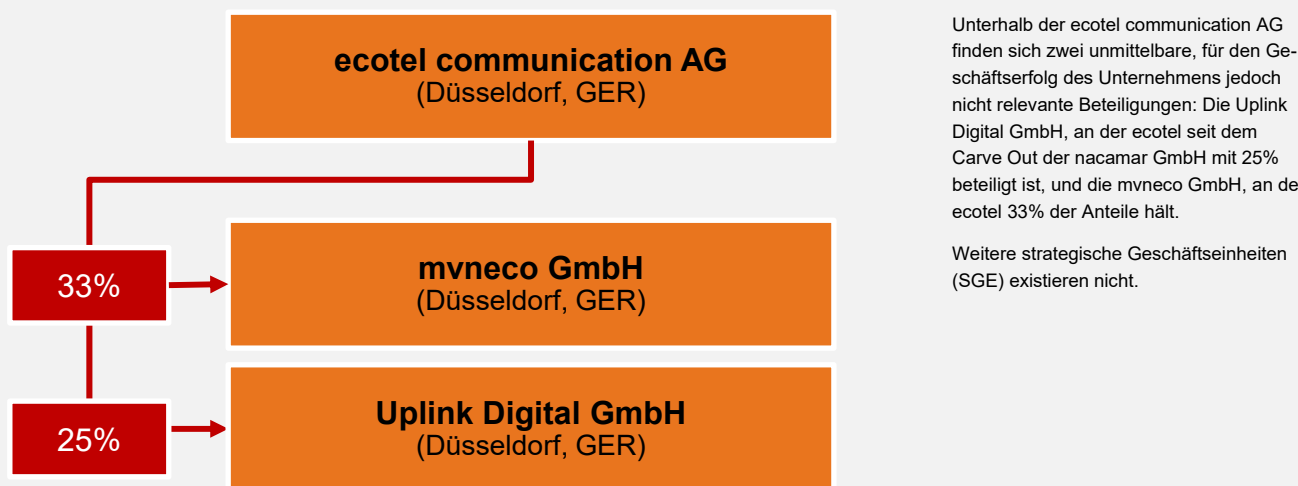 ecotel communication AG
(Düsseldorf, GER)
33%
mvneco GmbH
(Düsseldorf, GER)
25%
Uplink Digital GmbH
(Düsseldorf, GER)
Unterhalb der ecotel communication AG
finden sich zwei unmittelbare, für den Ge-
schäftserfolg des Unternehmens jedoch
nicht relevante Beteiligungen: Die Uplink
Digital GmbH, an der ecotel seit dem
Carve Out der nacamar GmbH mit 25%
beteiligt ist, und die mvneco GmbH, an de
ecotel 33% der Anteile hält.
Weitere strategische Geschäftseinheiten
(SGE) existieren nicht.